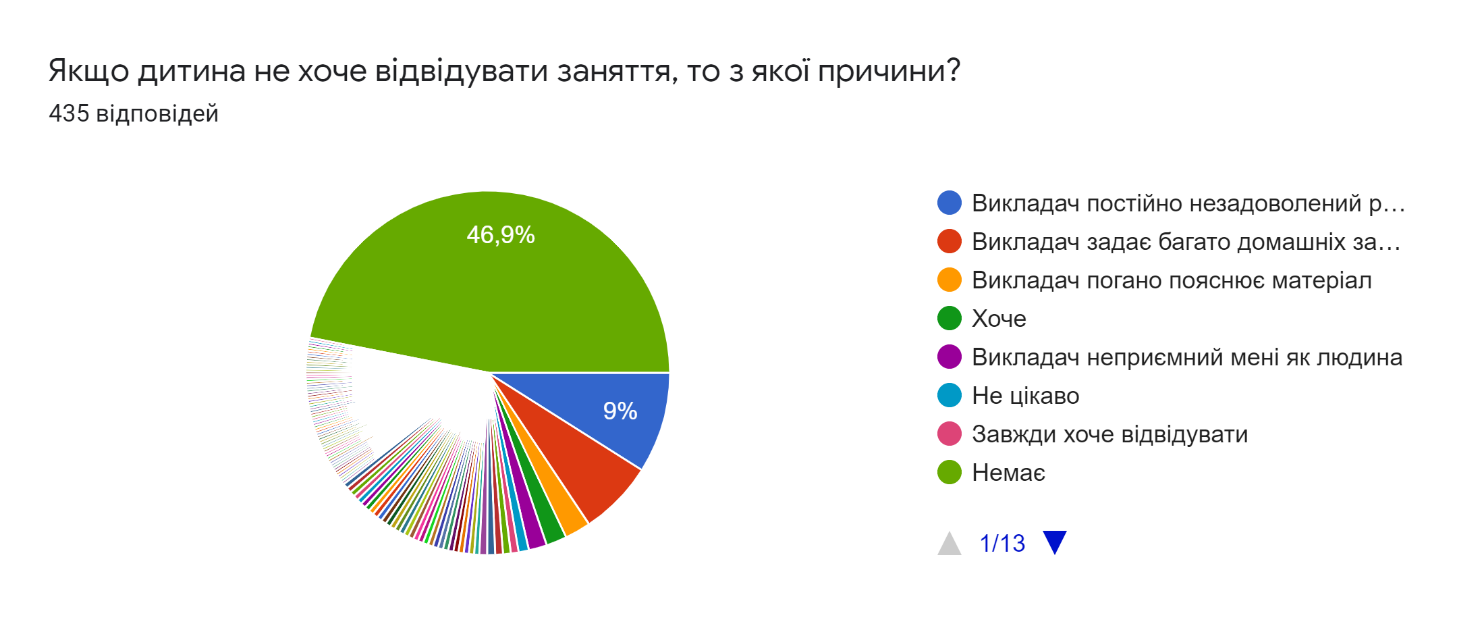 Якщо дитина не хоче відвідувати заняття, то з якої причини?
435 відповідей
46,9%
9%
Викладач постійно незадоволений р…
Викладач задає багато домашніх за…
Викладач погано пояснює матеріал
Хоче
Викладач неприємний мені як людина
Не цікаво
Завжди хоче відвідувати
Немає
1/13